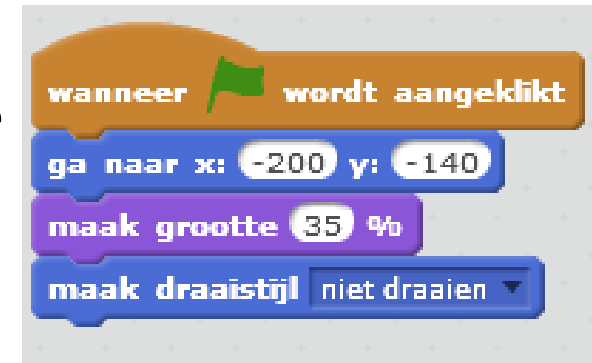 wanneer wordt aangeklikt
ga naar x: -200 y: -140
maak grootte 35 %
maak draaistijl niet draaien